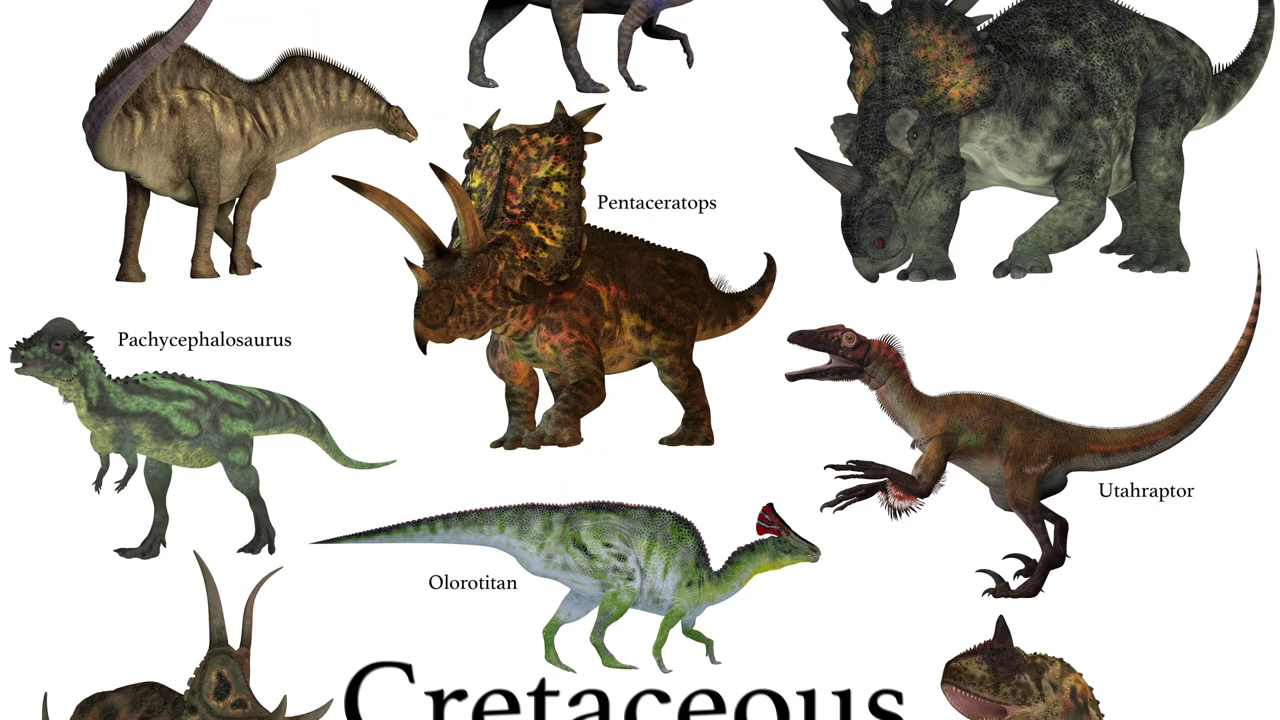 Pentaceratops
Pachycephalosaurus
Utahraptor
Olorotitan
Cretaceous